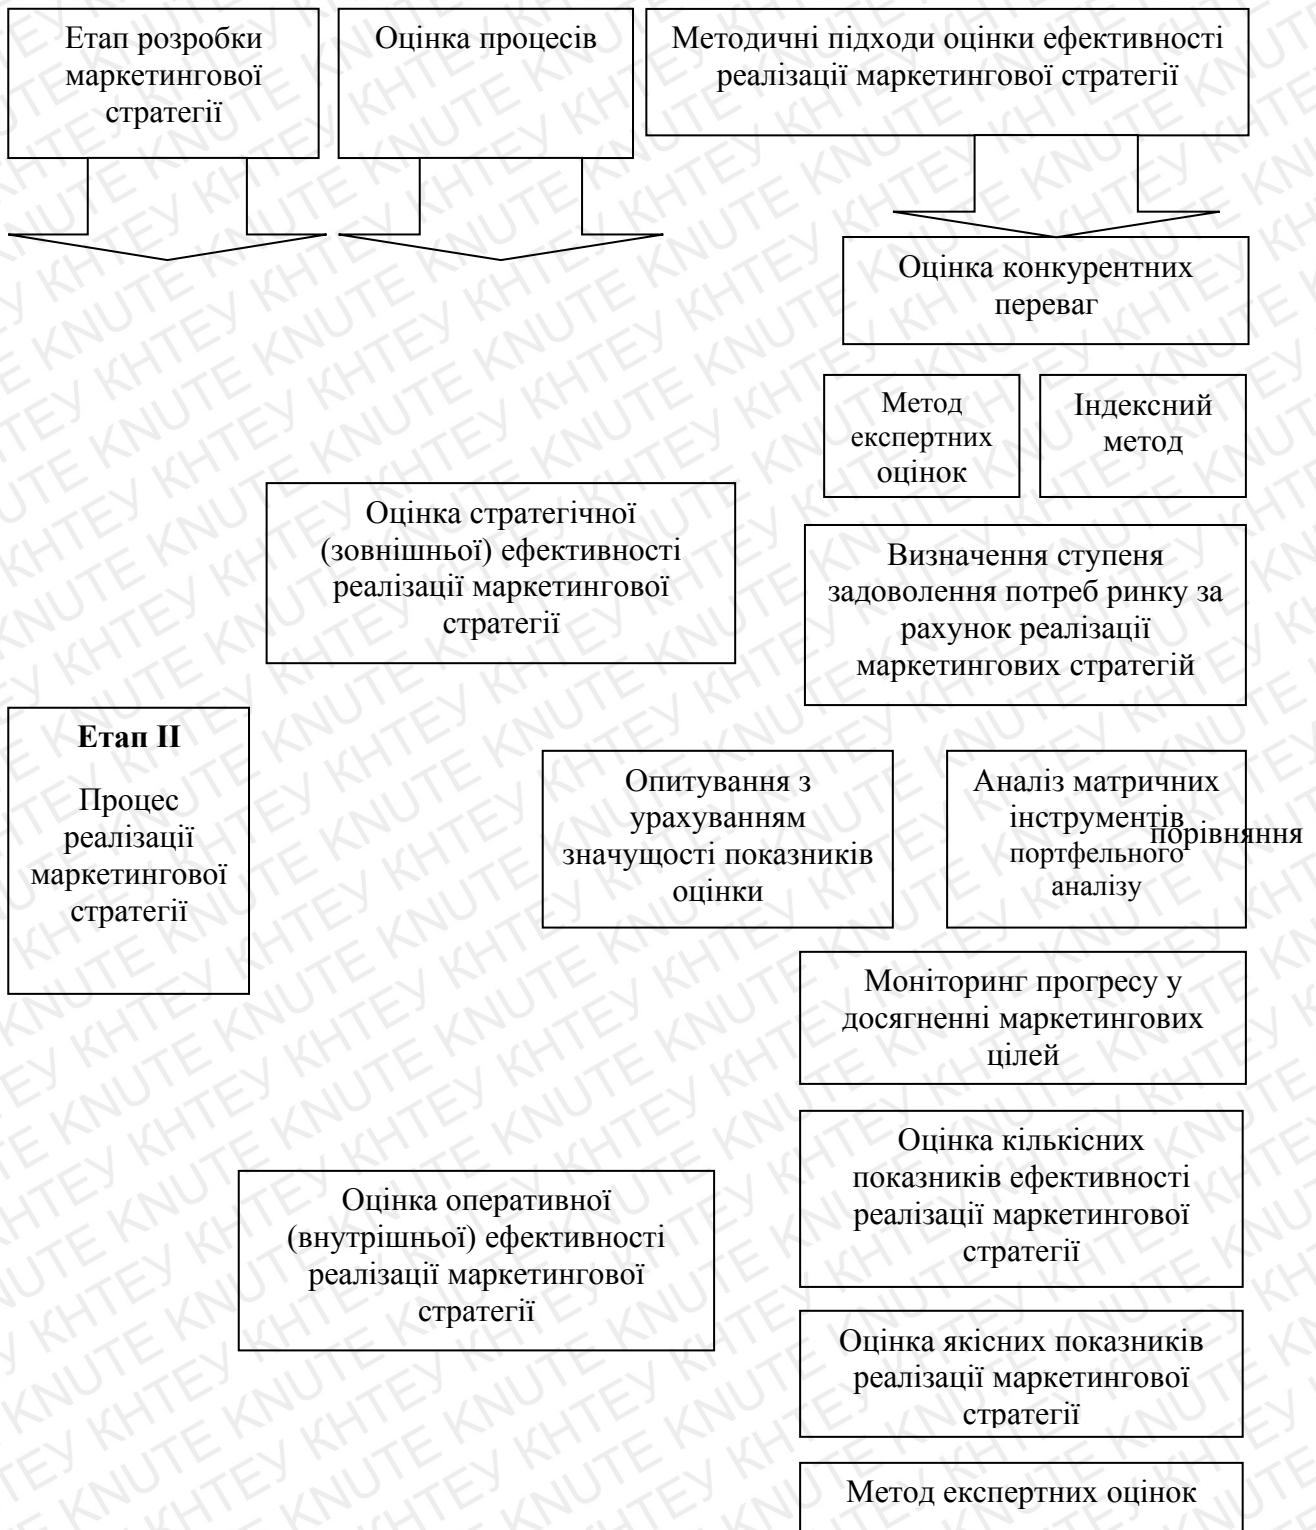 Етап розробки
маркетингової
стратегії
Оцінка процесів
Методичні підходи оцінки ефективності
реалізації маркетингової стратегії
Оцінка конкурентних
переваг
Метод
експертних
оцінок
Індексний
метод
Оцінка стратегічної
(зовнішньої) ефективності
реалізації маркетингової
стратегії
Визначення ступеня
задоволення потреб ринку за
рахунок реалізації
маркетингових стратегій
Етап ІІ
Процес
реалізації
маркетингової
стратегії
Опитування з
урахуванням
значущості показників
оцінки
Аналіз матричних
інструментів
порівняння
портфельного
аналізу
Моніторинг прогресу у
досягненні маркетингових
цілей
Оцінка кількісних
показників ефективності
реалізації маркетингової
стратегії
Оцінка оперативної
(внутрішньої) ефективності
реалізації маркетингової
стратегії
Оцінка якісних показників
реалізації маркетингової
стратегії
Метод експертних оцінок